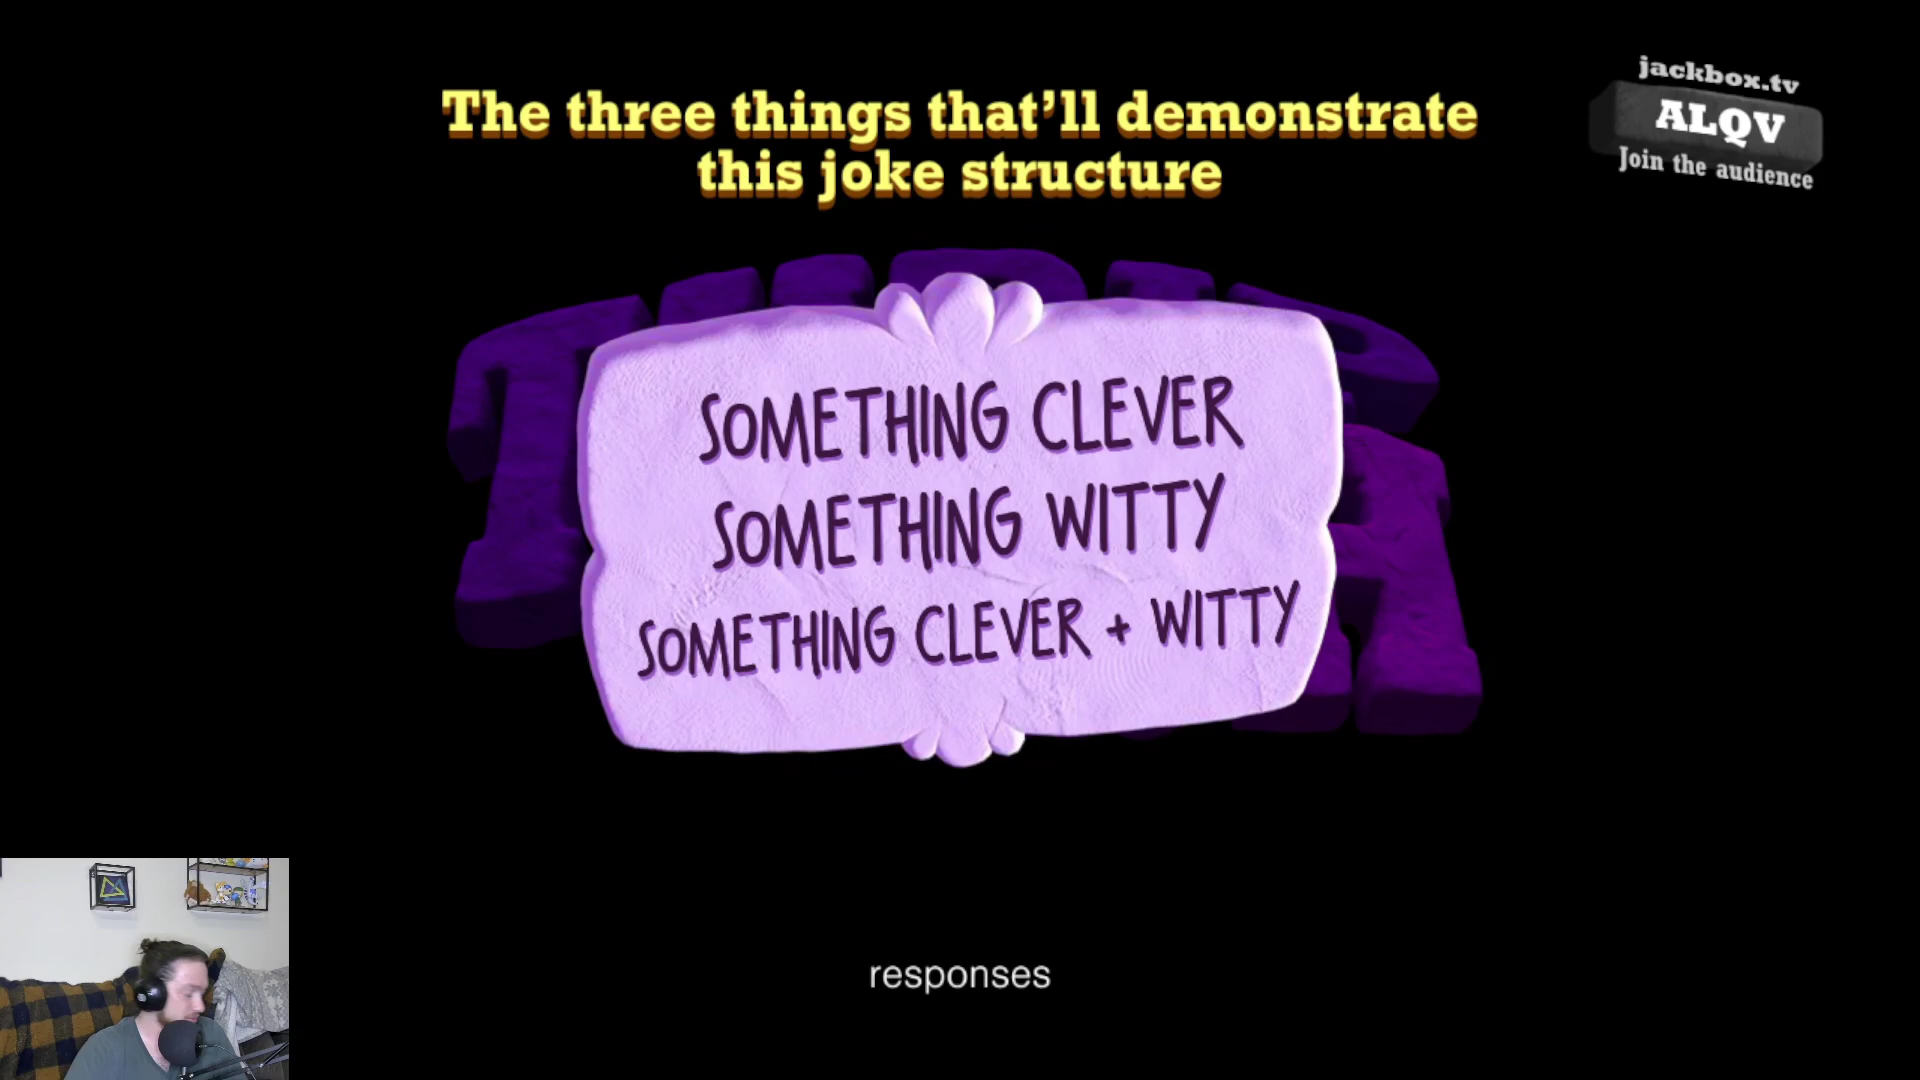 The three things that'll demonstrate
this joke structure
jackbox.tv
ALQV
Join the audience
SOMETHING CLEVER
SOMETHING WITTY
SOMETHING CLEVER + WITTY
responses